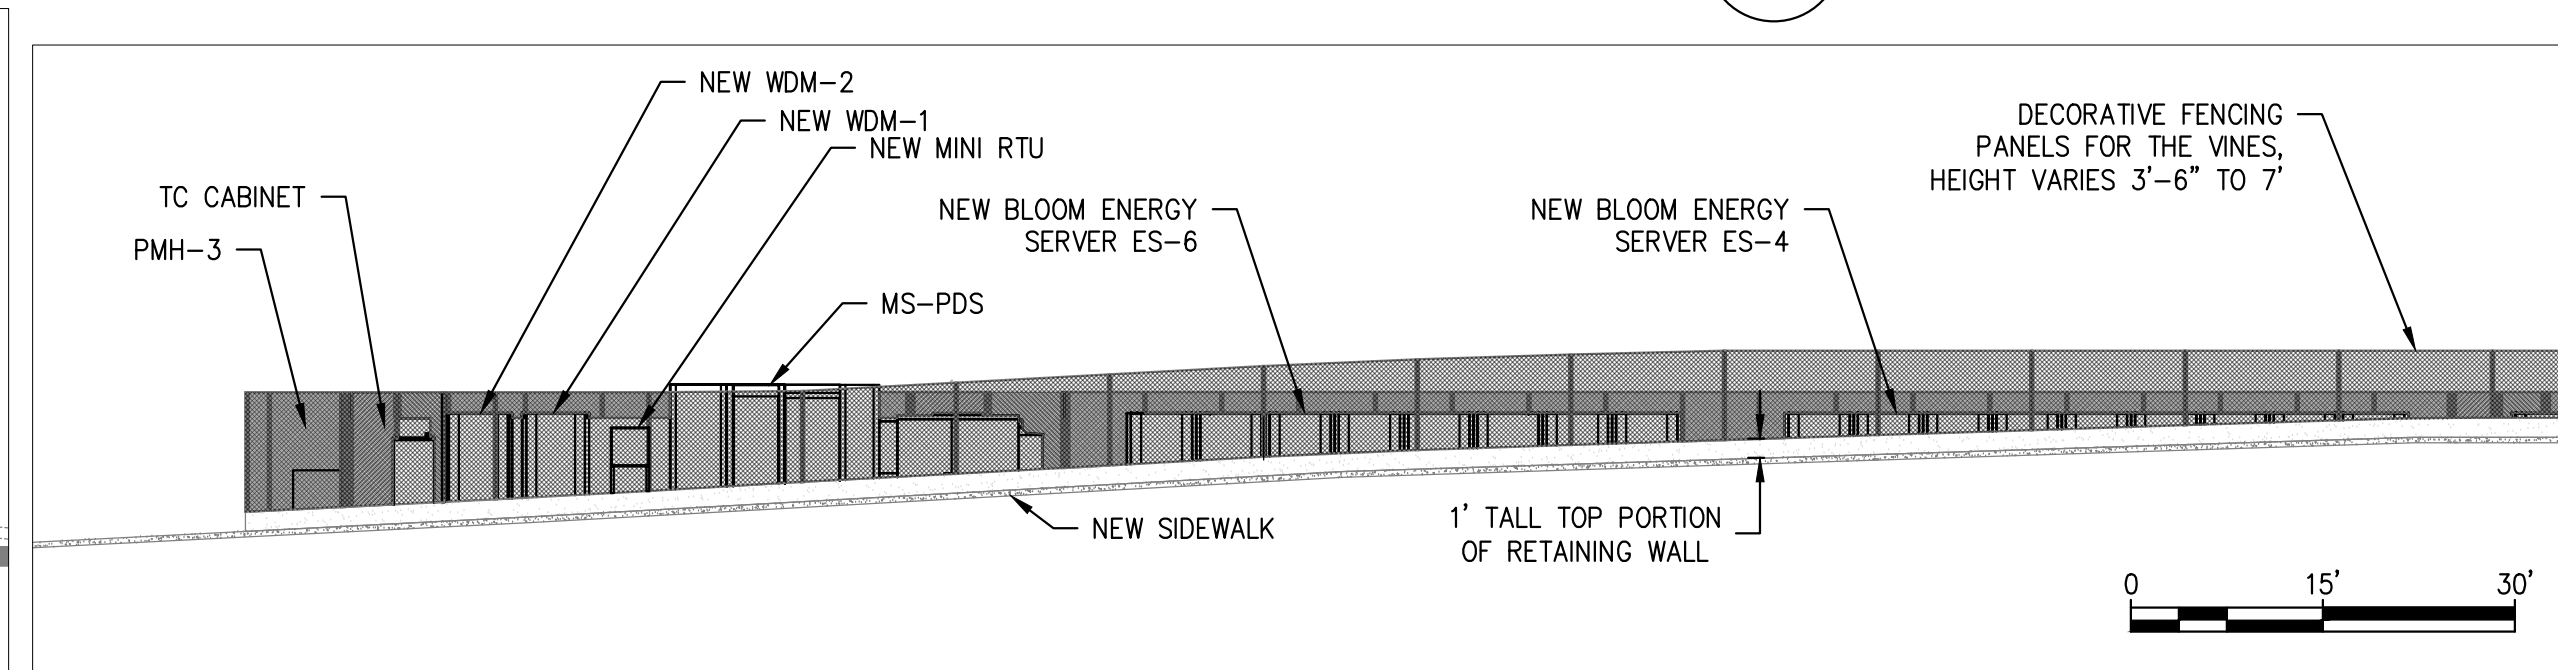 NEW WDM-2
NEW WDM-1
NEW MINI RTU
TC CABINET
PMH-3
NEW BLOOM ENERGY
SERVER ES-6
NEW BLOOM ENERGY
SERVER ES-4
DECORATIVE FENCING
PANELS FOR THE VINES,
HEIGHT VARIES 3'-6" TO 7'
MS-PDS
NEW SIDEWALK
1' TALL TOP PORTION
OF RETAINING WALL
0 15' 30'